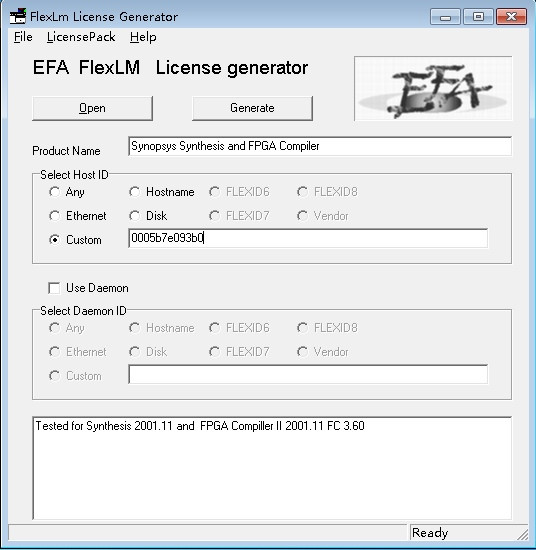 FlexLm License Generator
File LicensePack Help
EFA FlexLM License generator
EFA
Open Generate
Product Name Synopsys Synthesis and FPGA Compiler
Select Host ID
Any Hostname FLEXID6 FLEXID8
Ethernet Disk FLEXID7 Vendor
Custom 0005b7e093b0
Use Daemon
Select Daemon ID
Any Hostname FLEXID6 FLEXID8
Ethernet Disk FLEXID7 Vendor
Custom
Tested for Synthesis 2001.11 and FPGA Compiller II 2001.11 FC 3.60
Ready